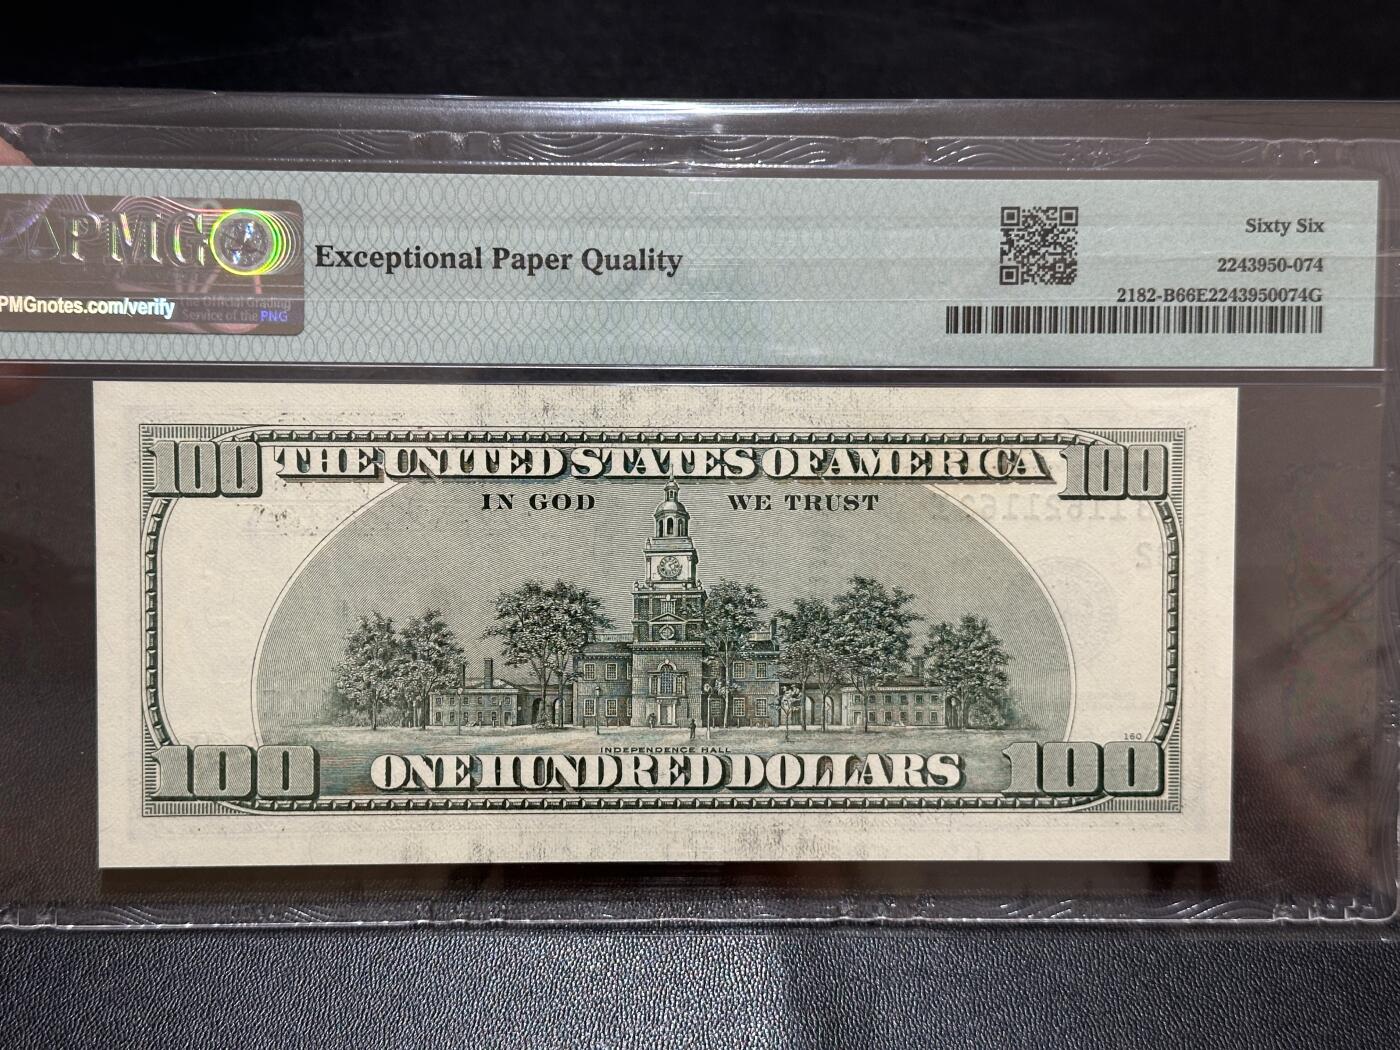 PMG
PMGnotes.com/verify
The Official Grading
Service of the PNG
Exceptional Paper Quality
Sixty Six
2243950-074
2182-B66E2243950074G
100 THE UNITED STATES OF AMERICA 100
IN GOD WE TRUST
INDEPENDENCE HALL
160
100 ONE HUNDRED DOLLARS 100